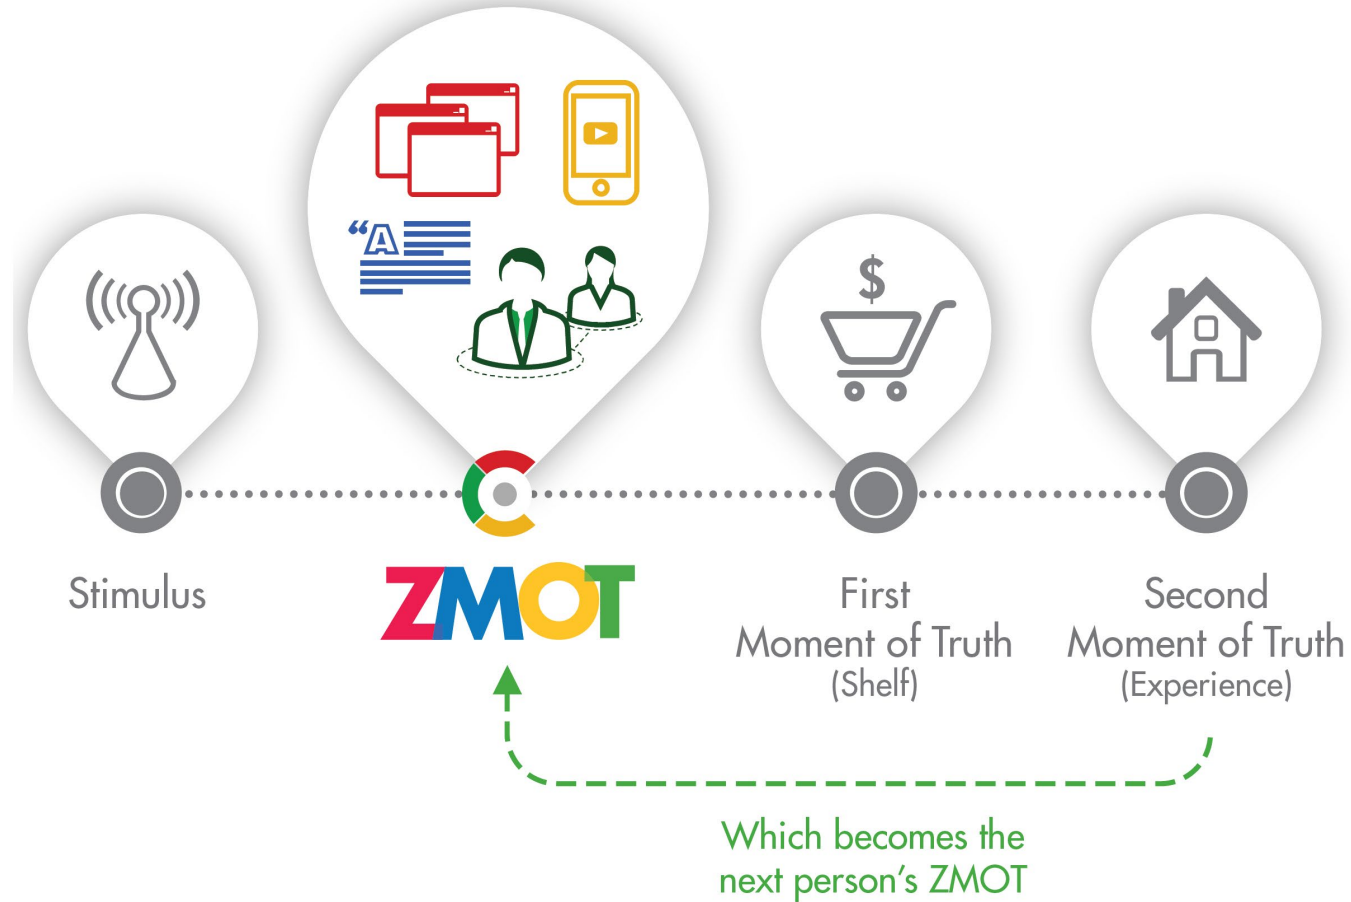 $
“A
Stimulus
ZMOT
First
Moment of Truth
(Shelf)
Second
Moment of Truth
(Experience)
Which becomes the
next person's ZMOT